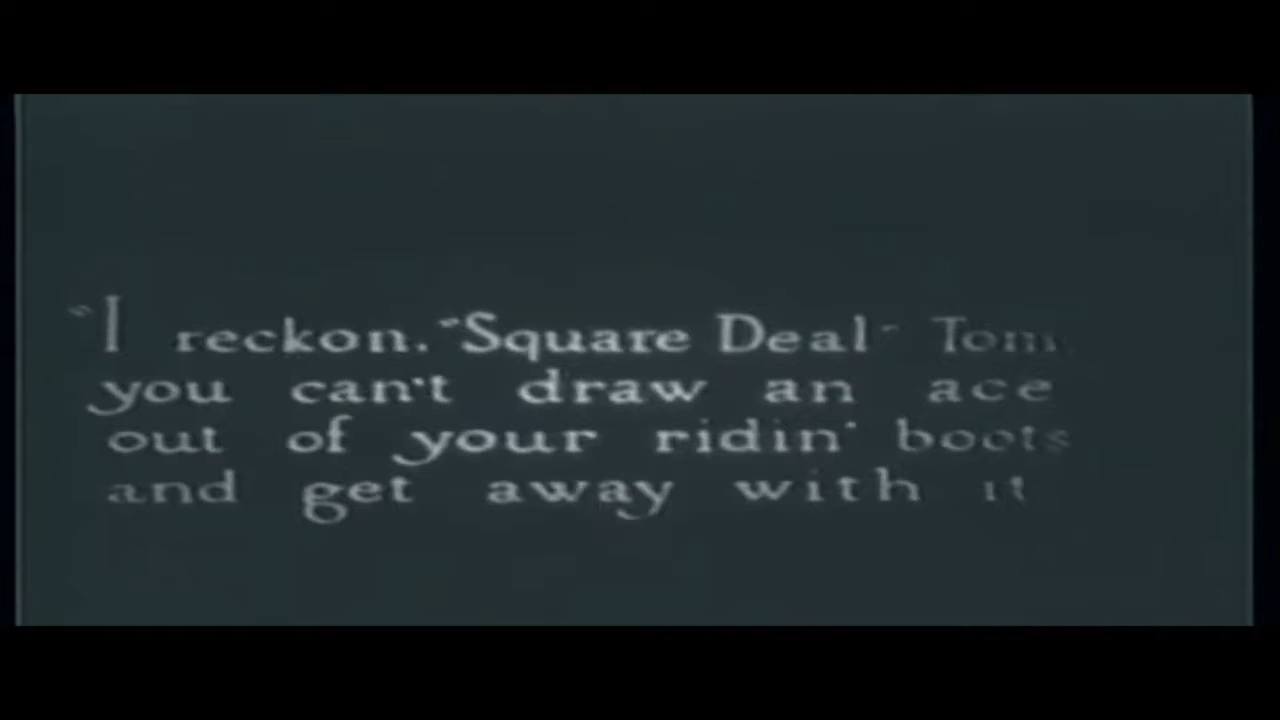 "I reckon. "Square Deal" Tom,
you can't draw an ace
out of your ridin' boots
and get away with it